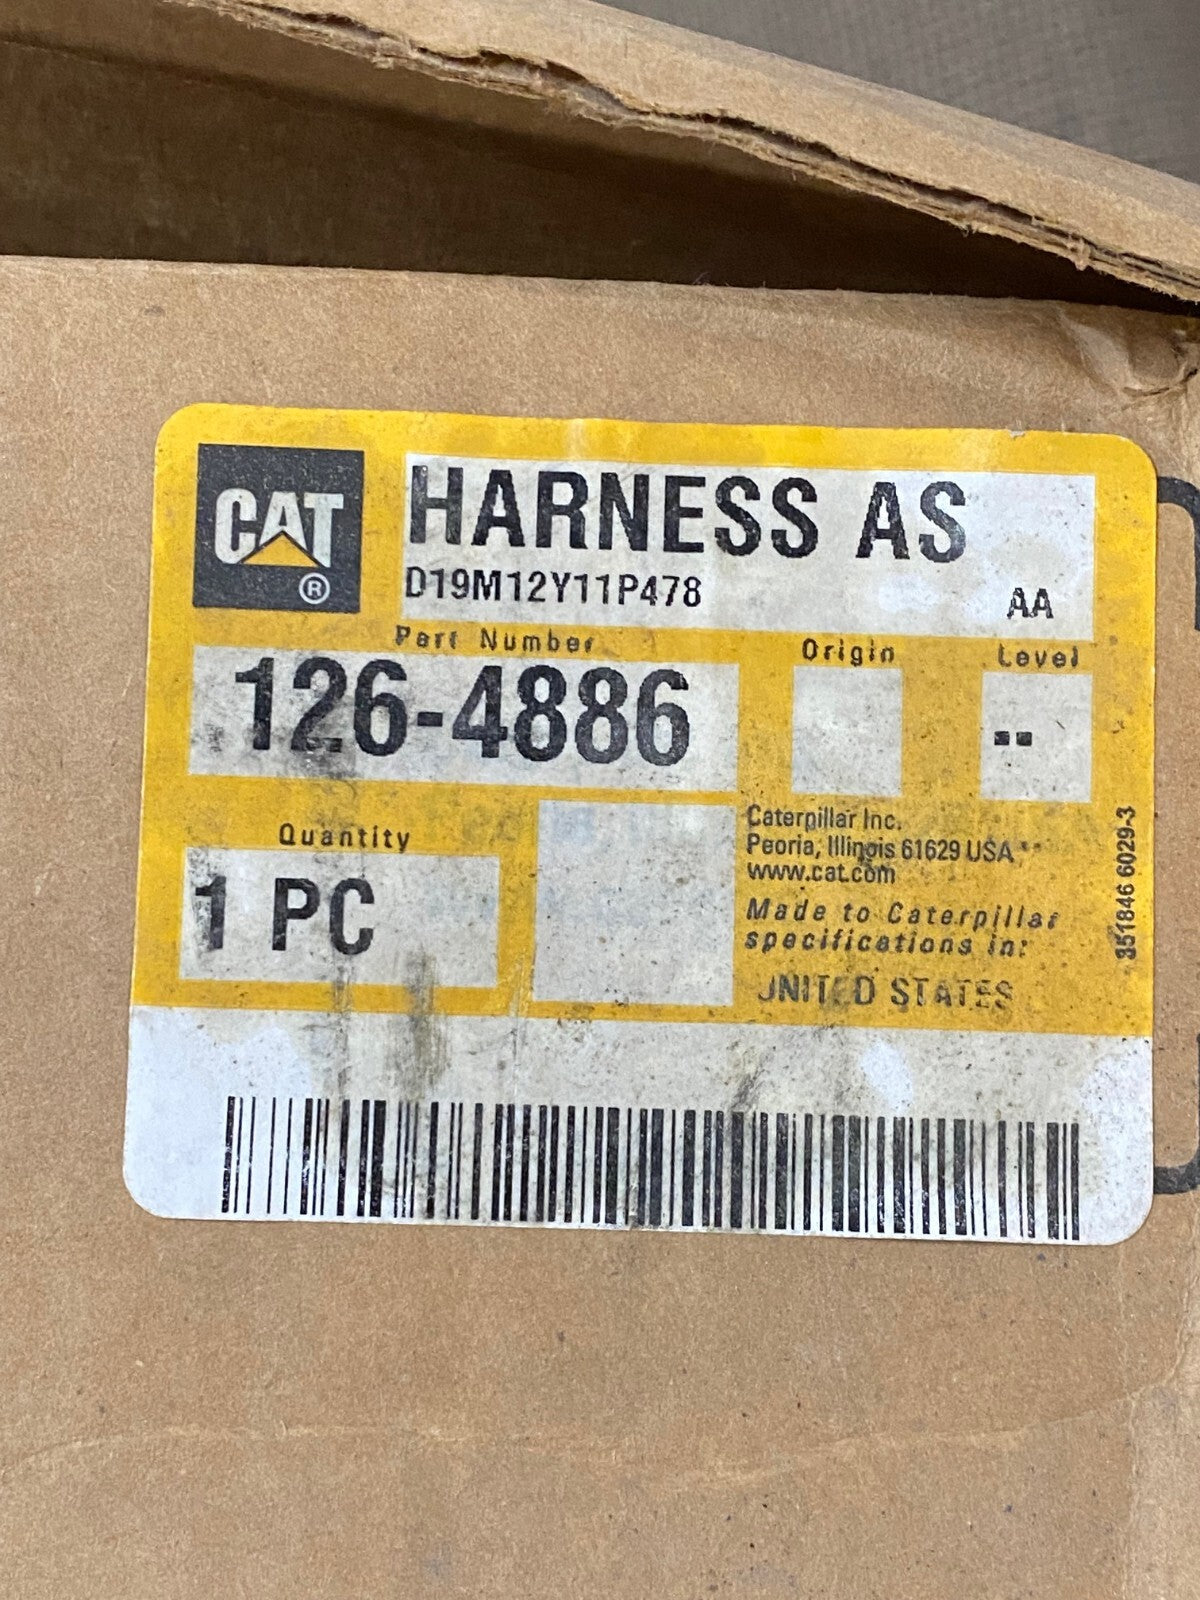 CAT
®
HARNESS AS
D19M12Y11P478 AA
Part Number Origin Level
126-4886 --
Quantity
1 PC
Caterpillar Inc.
Peoria, Illinois 61629 USA
www.cat.com
Made to Caterpillar
specifications in:
UNITED STATES
351846 6029-3